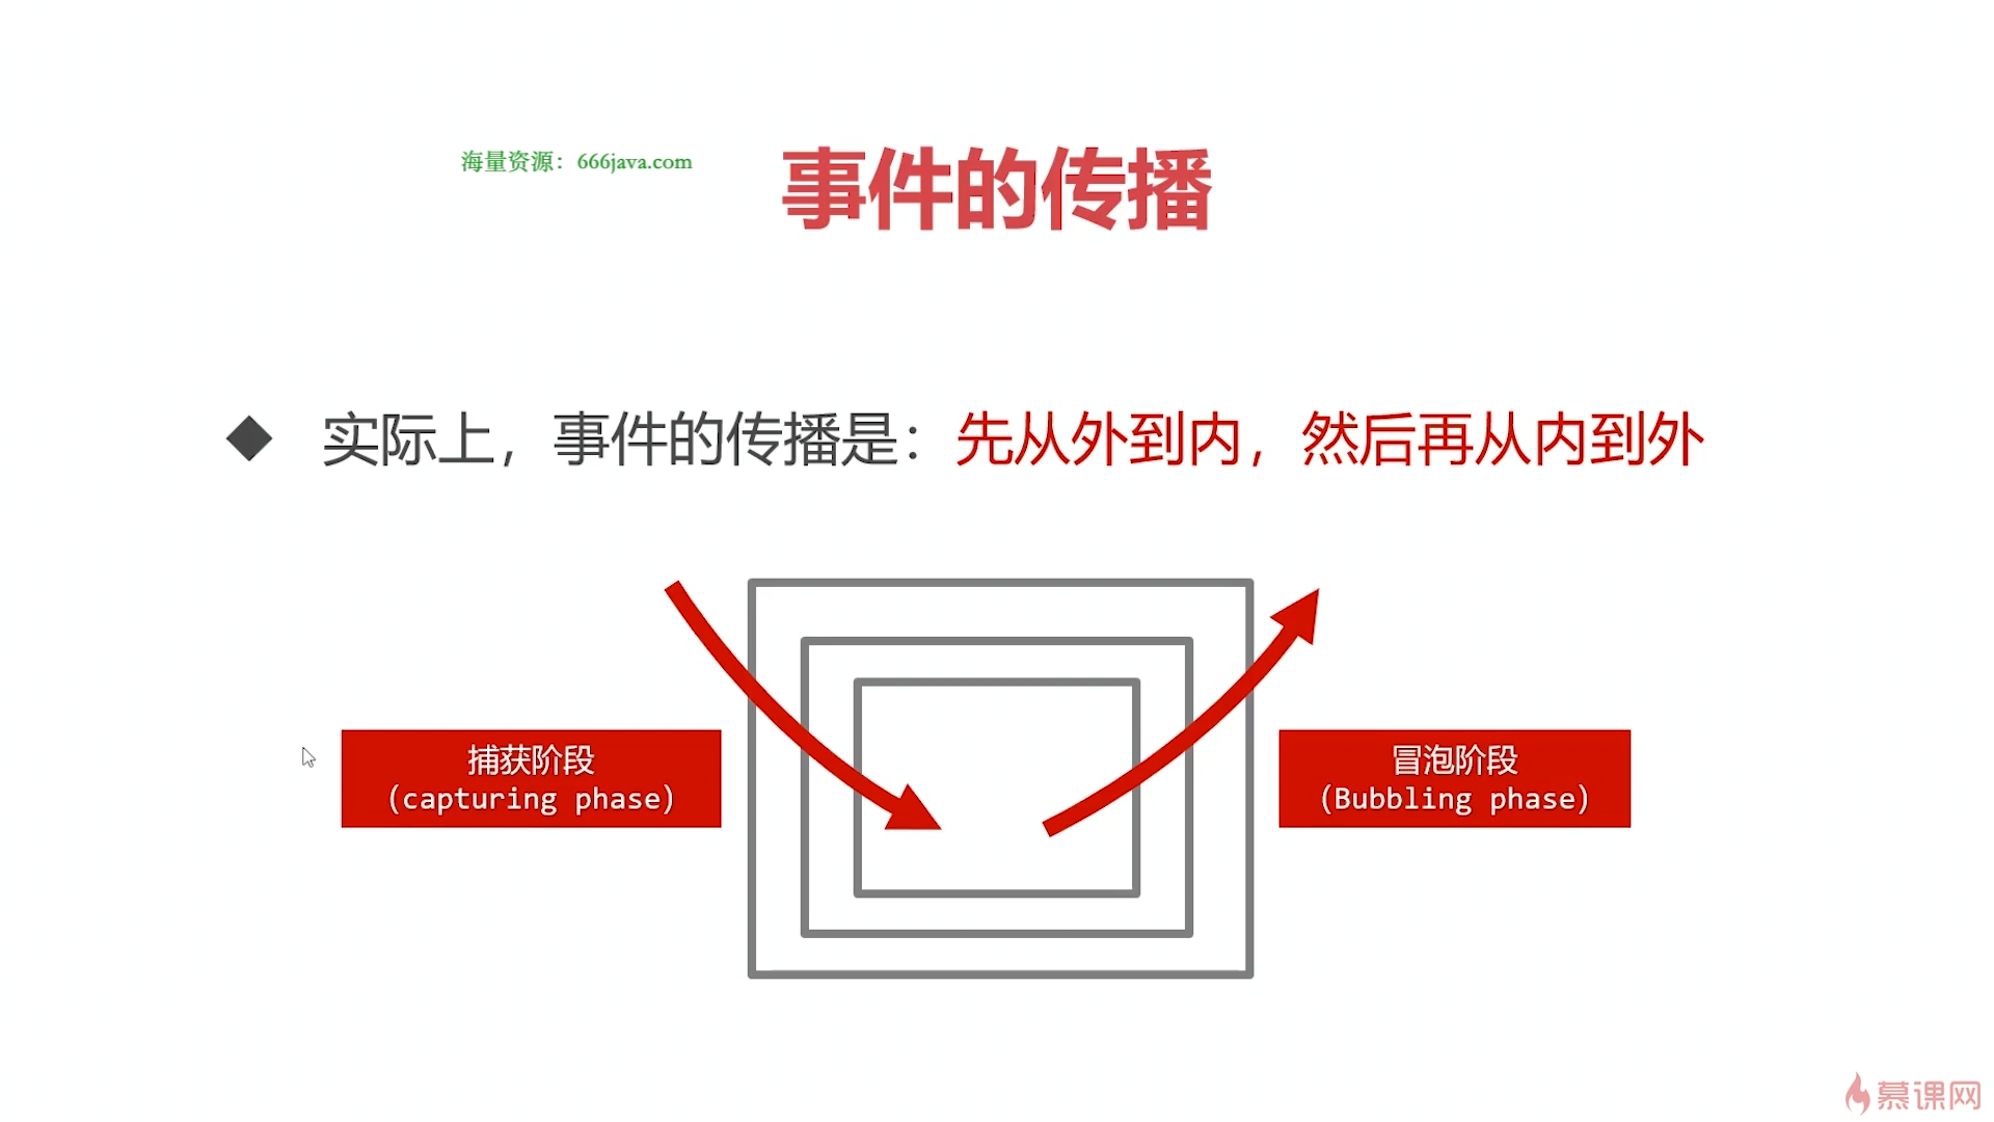 海量资源：666java.com
事件的传播
◆ 实际上，事件的传播是：先从外到内，然后再从内到外
捕获阶段
（capturing phase）
冒泡阶段
（Bubbling phase）
慕课网